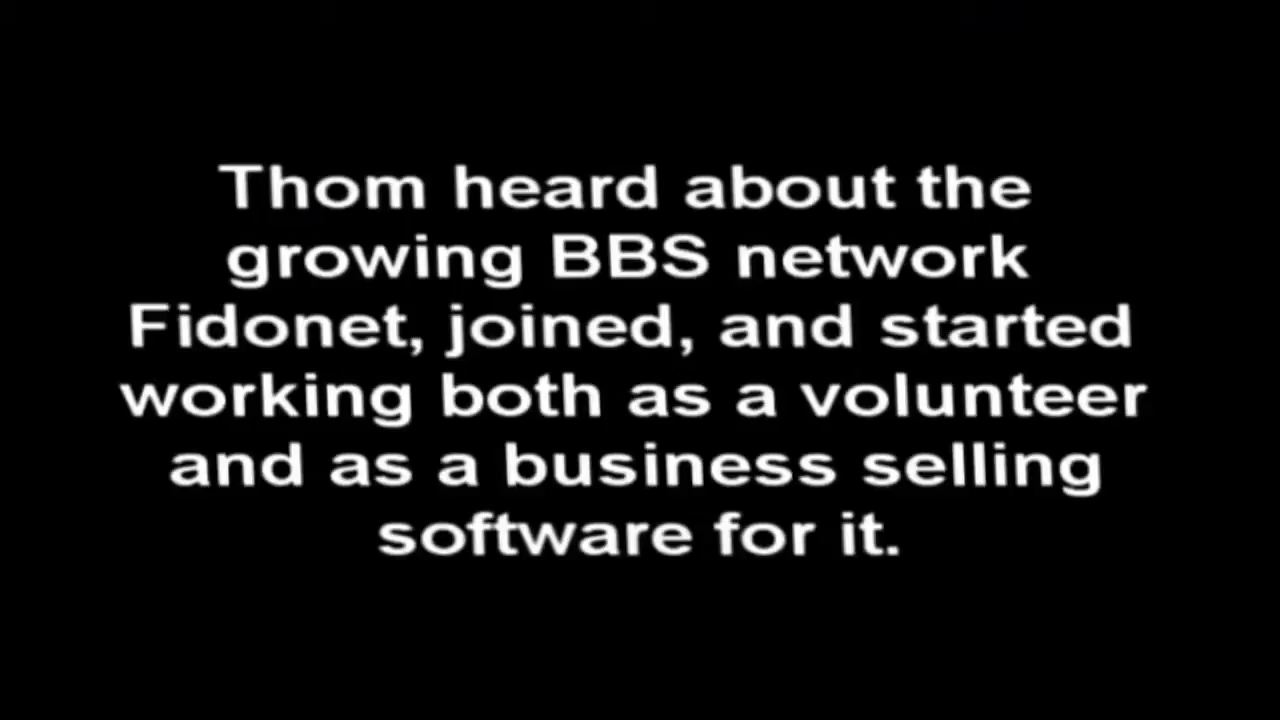 Thom heard about the
growing BBS network
Fidonet, joined, and started
working both as a volunteer
and as a business selling
software for it.